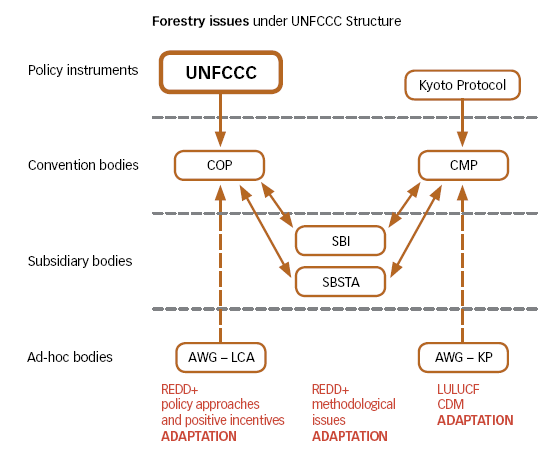 Forestry issues under UNFCCC Structure
Policy instruments
UNFCCC
Kyoto Protocol
Convention bodies
COP
CMP
SBI
Subsidiary bodies
SBSTA
Ad-hoc bodies
AWG – LCA
AWG – KP
REDD+
policy approaches
and positive incentives
ADAPTATION
REDD+
methodological
issues
ADAPTATION
LULUCF
CDM
ADAPTATION